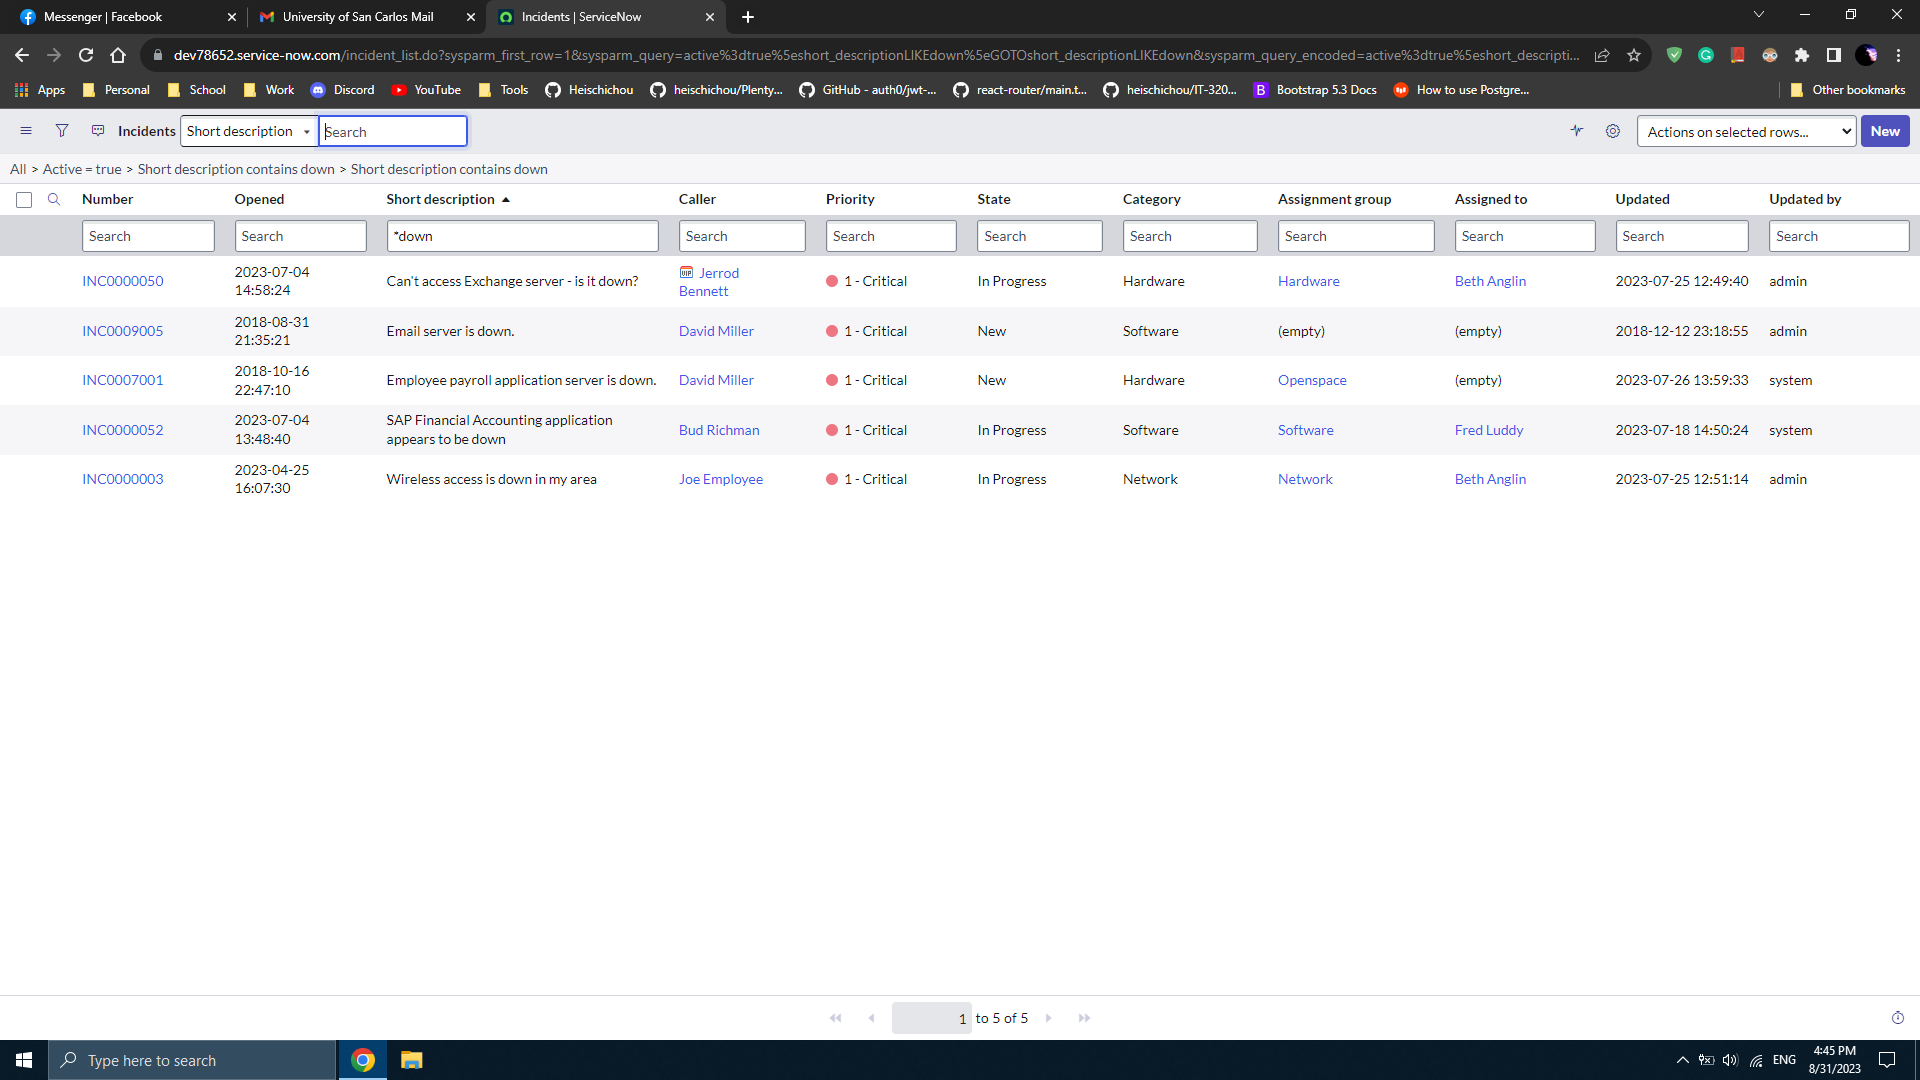 Messenger | Facebook
University of San Carlos Mail
Incidents | ServiceNow
dev78652.service-now.com/incident_list.do?sysparm_first_row=1&sysparm_query=active%3dtrue%5eshort_descriptionLIKEdown%5eGOTOshort_descriptionLIKEdown&sysparm_query_encoded=active%3dtrue%5eshort_descripti...
Apps
Personal
School
Work
Discord
YouTube
Tools
Heischichou
heischichou/Plenty...
GitHub - auth0/jwt-...
react-router/main.t...
heischichou/IT-320...
B Bootstrap 5.3 Docs
How to use Postgre...
Other bookmarks
Incidents Short description Search Actions on selected rows... New
All > Active = true > Short description contains down > Short description contains down
Number Opened Short description Caller Priority State Category Assignment group Assigned to Updated Updated by
Search Search *down Search Search Search Search Search Search Search Search
INC0000050 2023-07-04 14:58:24 Can't access Exchange server - is it down? VIP Jerrod Bennett 1 - Critical In Progress Hardware Hardware Beth Anglin 2023-07-25 12:49:40 admin
INC0009005 2018-08-31 21:35:21 Email server is down. David Miller 1 - Critical New Software (empty) (empty) 2018-12-12 23:18:55 admin
INC0007001 2018-10-16 22:47:10 Employee payroll application server is down. David Miller 1 - Critical New Hardware Openspace (empty) 2023-07-26 13:59:33 system
INC0000052 2023-07-04 13:48:40 SAP Financial Accounting application appears to be down Bud Richman 1 - Critical In Progress Software Software Fred Luddy 2023-07-18 14:50:24 system
INC0000003 2023-04-25 16:07:30 Wireless access is down in my area Joe Employee 1 - Critical In Progress Network Network Beth Anglin 2023-07-25 12:51:14 admin
1 to 5 of 5
Type here to search
ENG
4:45 PM
8/31/2023